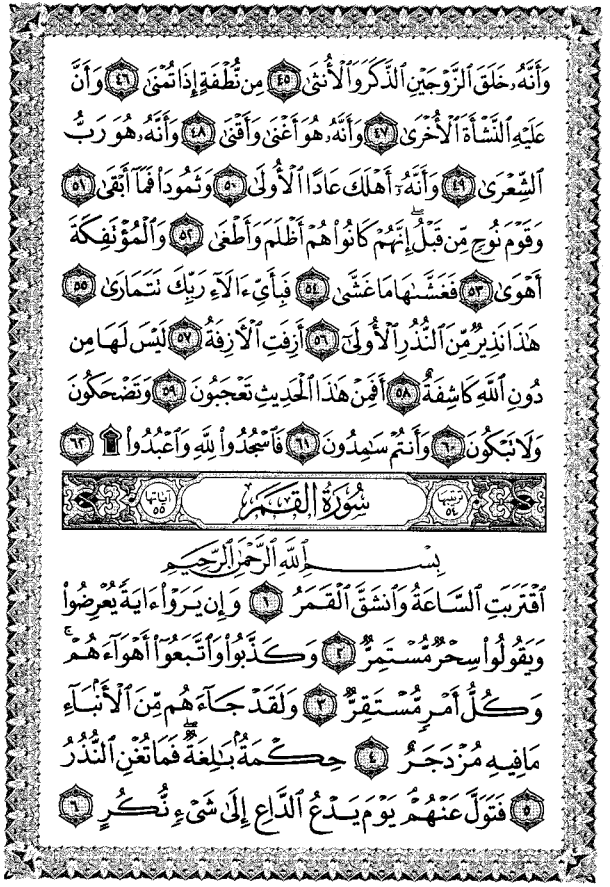 وَأَنَّهُۥ خَلَقَ ٱلزَّوۡجَيۡنِ ٱلذَّكَرَ وَٱلۡأُنثَىٰ ٤٥ مِن نُّطۡفَةٍ إِذَا تُمۡنَىٰ ٤٦ وَأَنَّ
عَلَيۡهِ ٱلنَّشۡأَةَ ٱلۡأُخۡرَىٰ ٤٧ وَأَنَّهُۥ هُوَ أَغۡنَىٰ وَأَقۡنَىٰ ٤٨ وَأَنَّهُۥ هُوَ رَبُّ
ٱلشِّعۡرَىٰ ٤٩ وَأَنَّهُۥٓ أَهۡلَكَ عَادًا ٱلۡأُولَىٰ ٥٠ وَثَمُودَاْ فَمَآ أَبۡقَىٰ ٥١
وَقَوۡمَ نُوحٖ مِّن قَبۡلُۖ إِنَّهُمۡ كَانُواْ هُمۡ أَظۡلَمَ وَأَطۡغَىٰ ٥٢ وَٱلۡمُؤۡتَفِكَةَ
أَهۡوَىٰ ٥٣ فَغَشَّىٰهَا مَا غَشَّىٰ ٥٤ فَبِأَيِّ ءَالَآءِ رَبِّكَ تَتَمَارَىٰ ٥٥
هَٰذَا نَذِيرٞ مِّنَ ٱلنُّذُرِ ٱلۡأُولَىٰٓ ٥٦ أَزِفَتِ ٱلۡأٓزِفَةُ ٥٧ لَيۡسَ لَهَا مِن
دُونِ ٱللَّهِ كَاشِفَةٌ ٥٨ أَفَمِنۡ هَٰذَا ٱلۡحَدِيثِ تَعۡجَبُونَ ٥٩ وَتَضۡحَكُونَ
وَلَا تَبۡكُونَ ٦٠ وَأَنتُمۡ سَٰمِدُونَ ٦١ فَٱسۡجُدُواْ لِلَّهِ وَٱعۡبُدُواْ۩ ٦٢
ترتيبها ٥٤ سُورَةُ القَمَرِ آياتها ٥٥
بِسۡمِ ٱللَّهِ ٱلرَّحۡمَٰنِ ٱلرَّحِيمِ
ٱقۡتَرَبَتِ ٱلسَّاعَةُ وَٱنشَقَّ ٱلۡقَمَرُ ١ وَإِن يَرَوۡاْ ءَايَةٗ يُعۡرِضُواْ
وَيَقُولُواْ سِحۡرٞ مُّسۡتَمِرّٞ ٢ وَكَذَّبُواْ وَٱتَّبَعُوٓاْ أَهۡوَآءَهُمۡۚ
وَكُلُّ أَمۡرٖ مُّسۡتَقِرّٞ ٣ وَلَقَدۡ جَآءَهُم مِّنَ ٱلۡأَنۢبَآءِ
مَا فِيهِ مُزۡدَجَرٌ ٤ حِكۡمَةُۢ بَٰلِغَةٞۖ فَمَا تُغۡنِ ٱلنُّذُرُ
٥ فَتَوَلَّ عَنۡهُمۡۘ يَوۡمَ يَدۡعُ ٱلدَّاعِ إِلَىٰ شَيۡءٖ نُّكُرٍ ٦